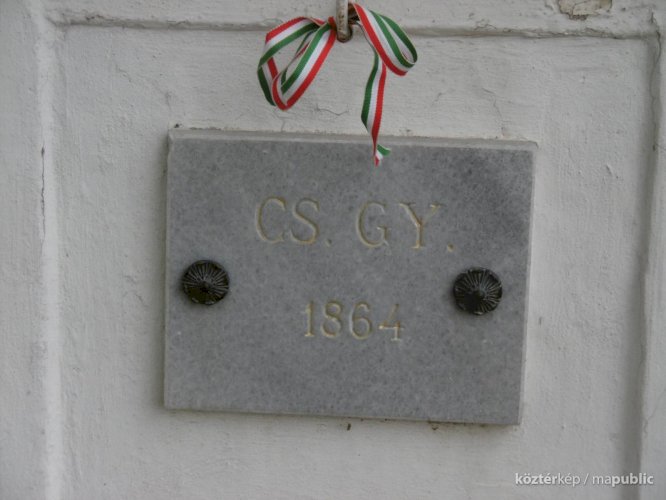 CS. GY.
1864
köztérkép / mapublic